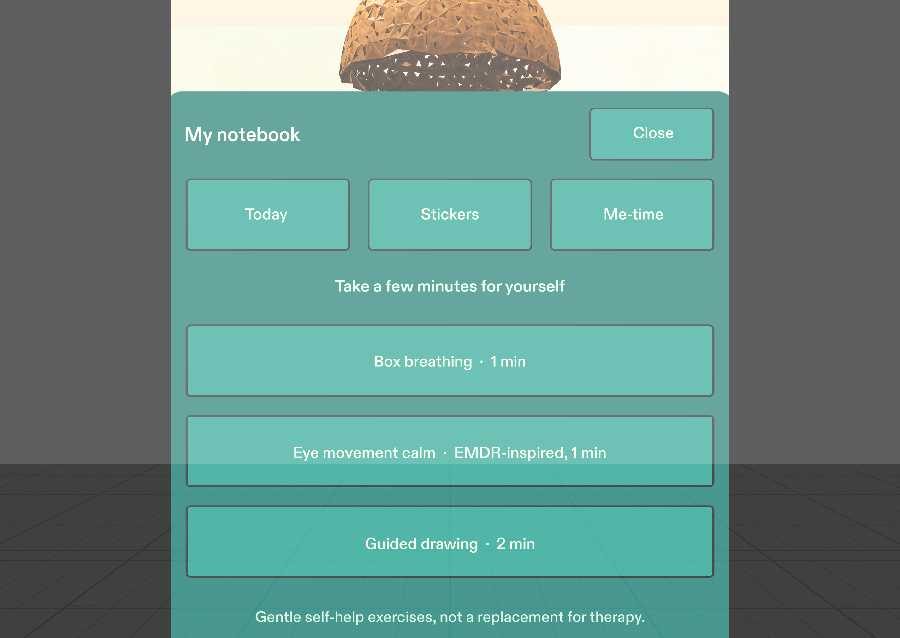 My notebook
Close
Today
Stickers
Me-time
Take a few minutes for yourself
Box breathing · 1 min
Eye movement calm · EMDR-inspired, 1 min
Guided drawing · 2 min
Gentle self-help exercises, not a replacement for therapy.